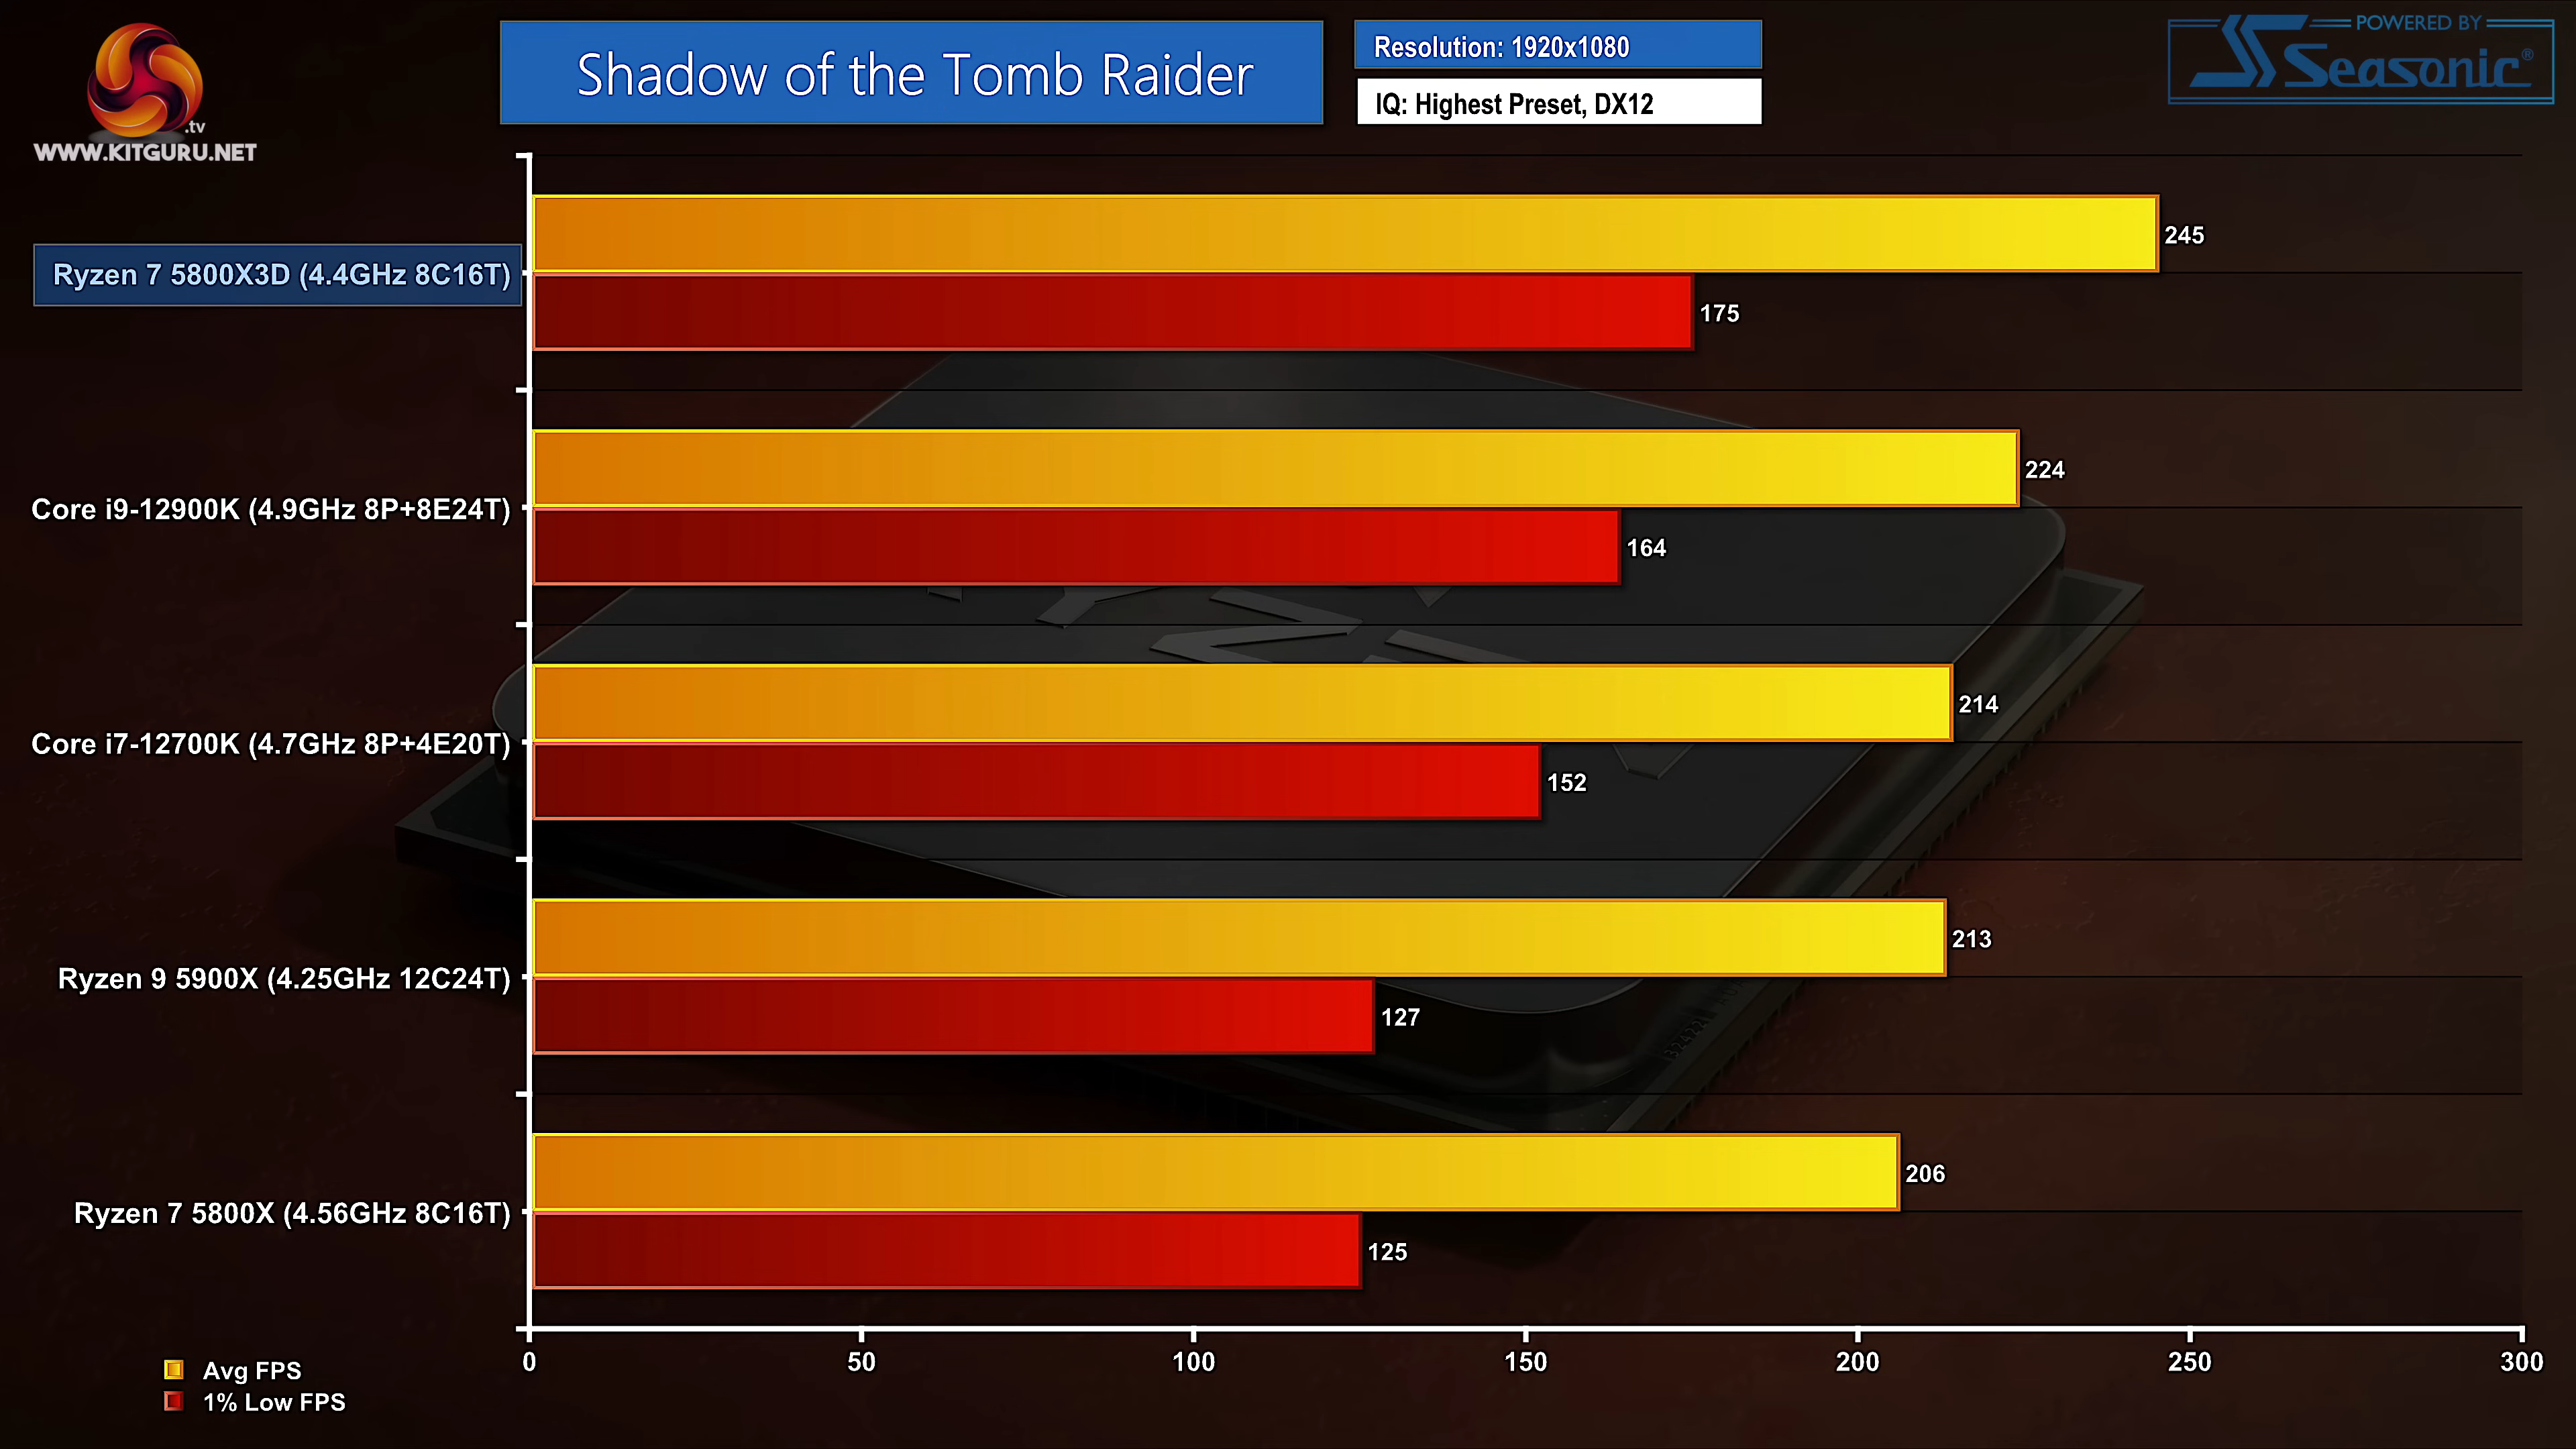 .tv
WWW.KITGURU.NET
Shadow of the Tomb Raider
Resolution: 1920x1080
IQ: Highest Preset, DX12
POWERED BY
Seasonic®
Ryzen 7 5800X3D (4.4GHz 8C16T)
245
175
Core i9-12900K (4.9GHz 8P+8E24T)
224
164
Core i7-12700K (4.7GHz 8P+4E20T)
214
152
Ryzen 9 5900X (4.25GHz 12C24T)
213
127
Ryzen 7 5800X (4.56GHz 8C16T)
206
125
0 50 100 150 200 250 300
Avg FPS
1% Low FPS